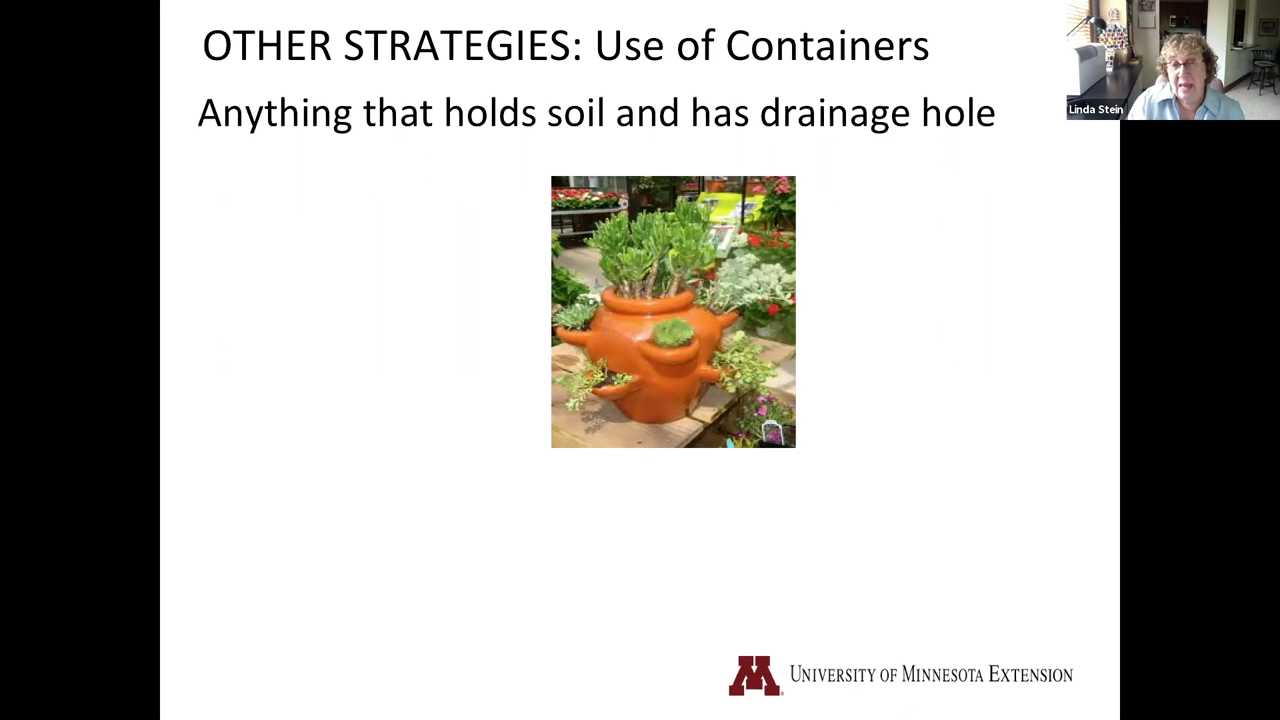 OTHER STRATEGIES: Use of Containers
Anything that holds soil and has drainage hole
Linda Stein
UNIVERSITY OF MINNESOTA EXTENSION